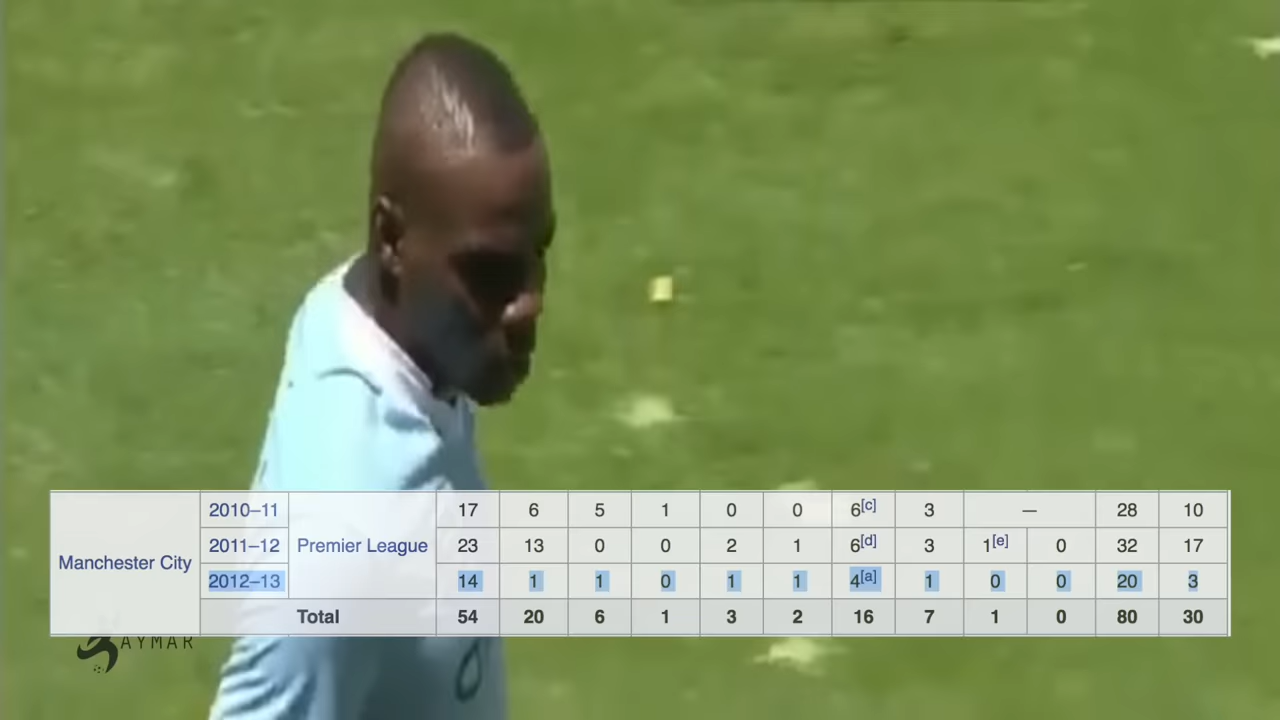 2010–11 17 6 5 1 0 0 6[c] 3 — 28 10
Manchester City 2011–12 Premier League 23 13 0 0 2 1 6[d] 3 1[e] 0 32 17
2012–13 14 1 1 0 1 1 4[a] 1 0 0 20 3
Total 54 20 6 1 3 2 16 7 1 0 80 30
AYMAR